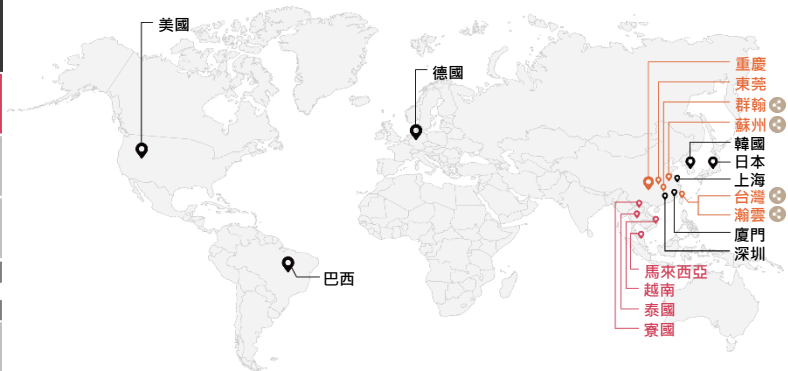 美國
德國
重慶
東莞
群翰
蘇州
韓國
日本
上海
台灣
瀚雲
廈門
深圳
巴西
馬來西亞
越南
泰國
寮國